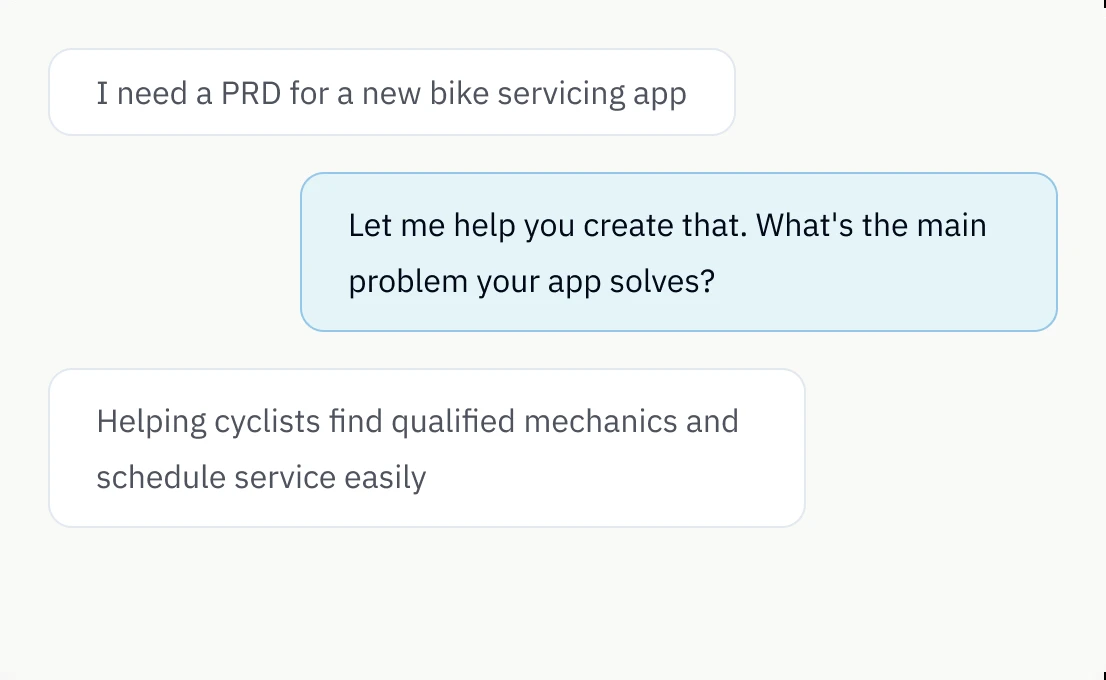 I need a PRD for a new bike servicing app
Let me help you create that. What's the main
problem your app solves?
Helping cyclists find qualified mechanics and
schedule service easily